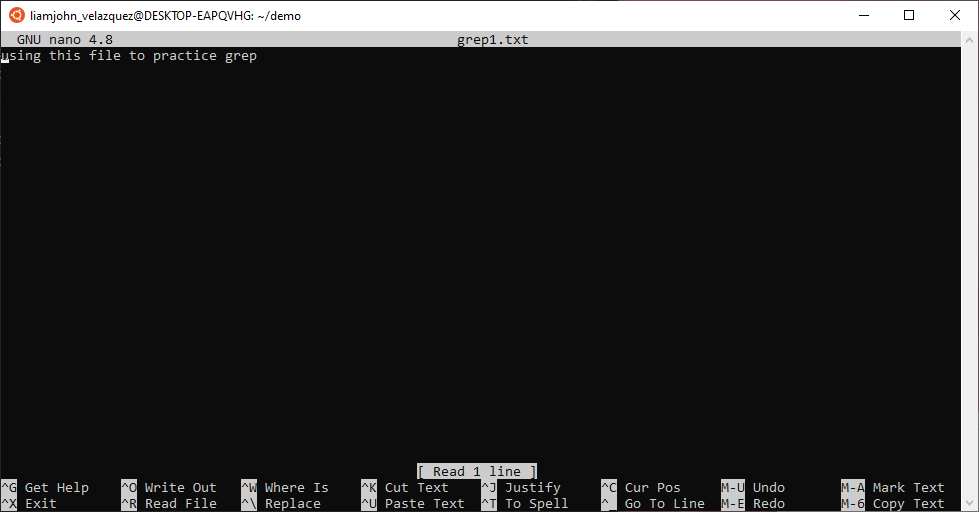 liamjohn_velazquez@DESKTOP-EAPQVHG: ~/demo
GNU nano 4.8 grep1.txt
using this file to practice grep
[ Read 1 line ]
^G Get Help ^O Write Out ^W Where Is ^K Cut Text ^J Justify ^C Cur Pos M-U Undo M-A Mark Text
^X Exit ^R Read File ^\ Replace ^U Paste Text ^T To Spell ^_ Go To Line M-E Redo M-6 Copy Text